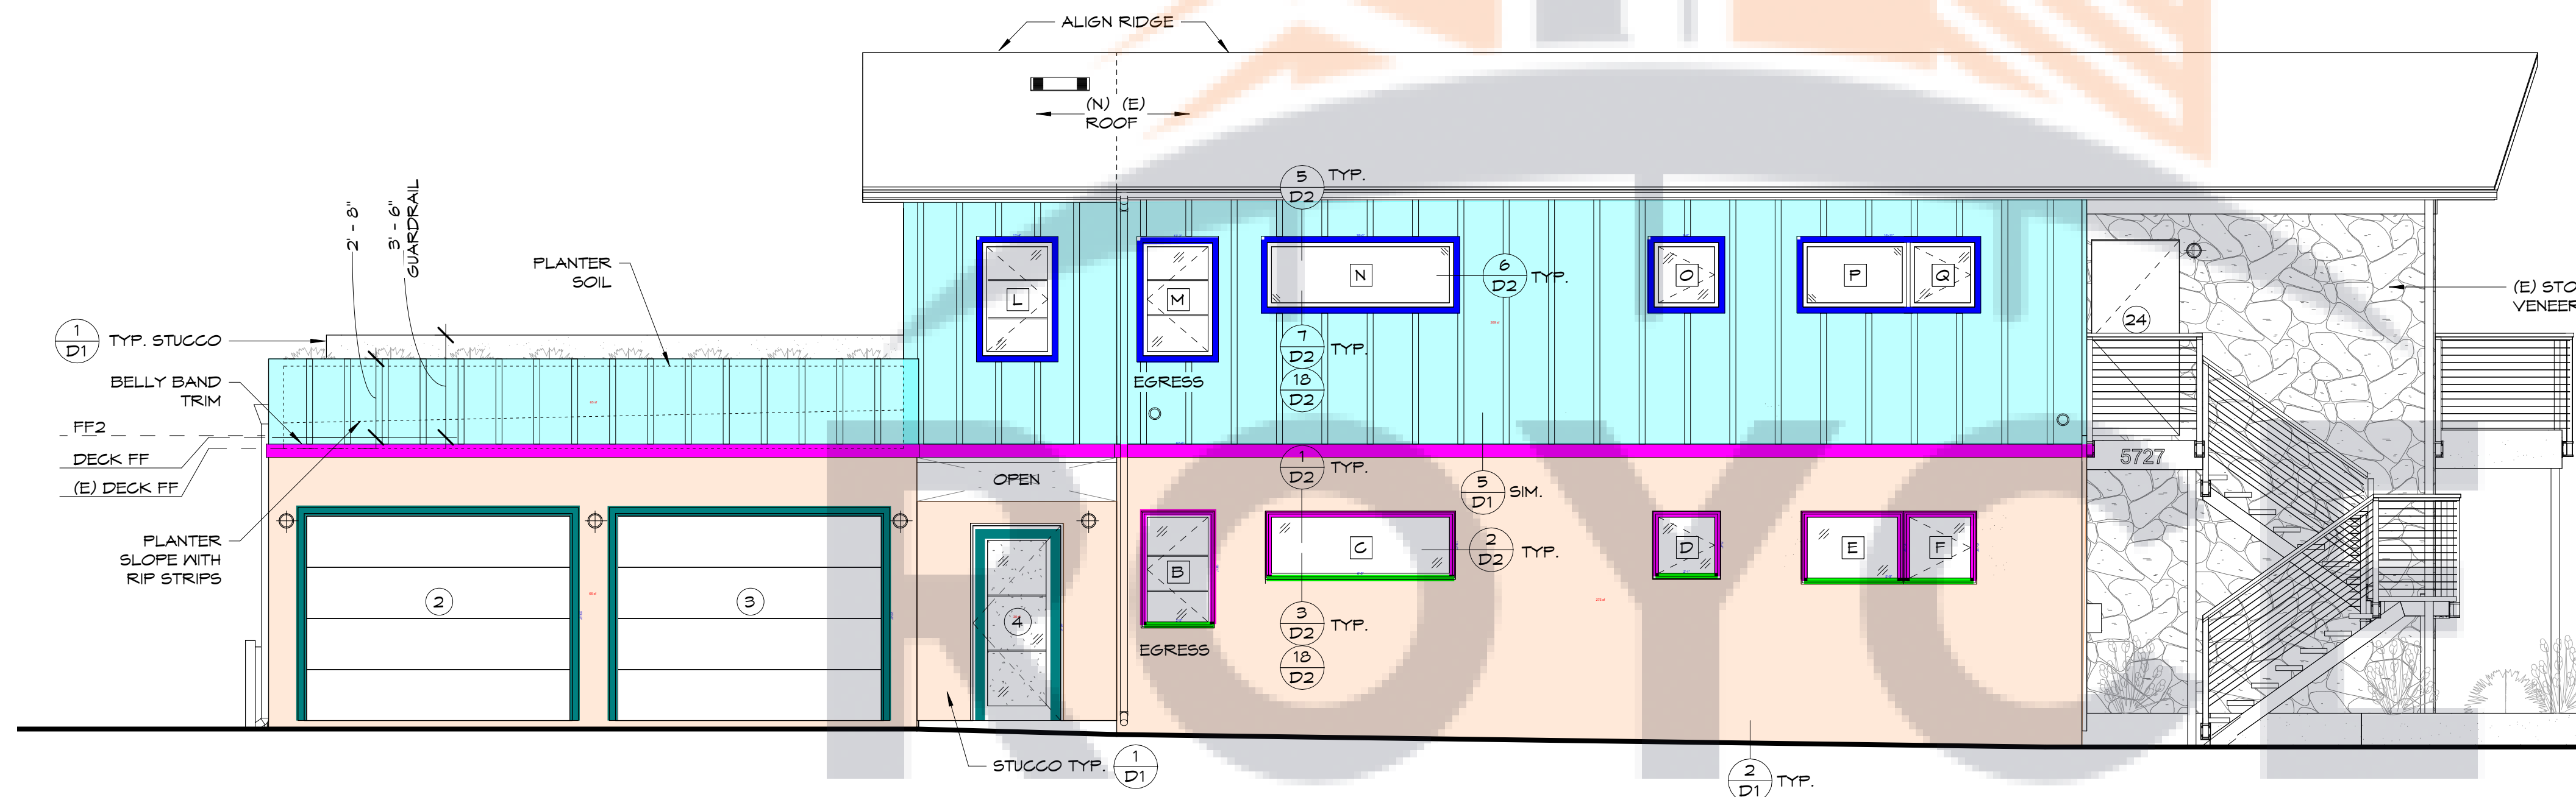 ALIGN RIDGE
(N) (E)
ROOF
5
D2
TYP.
2' - 8"
3' - 6"
GUARDRAIL
PLANTER
SOIL
L
M
N
6
D2
TYP.
O
P
Q
24
(E) STO
VENEER
1
D1
TYP. STUCCO
7
D2
TYP.
18
D2
EGRESS
BELLY BAND
TRIM
FF2
DECK FF
(E) DECK FF
5727
1
D2
TYP.
OPEN
5
D1
SIM.
PLANTER
SLOPE WITH
RIP STRIPS
2
3
4
B
C
2
D2
TYP.
D
E
F
3
D2
TYP.
18
D2
EGRESS
STUCCO TYP.
1
D1
2
D1
TYP.
ROYC